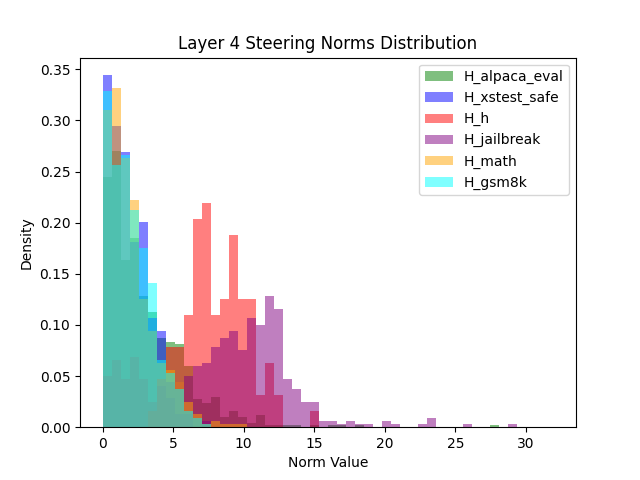 Layer 4 Steering Norms Distribution
H_alpaca_eval
H_xstest_safe
H_h
H_jailbreak
H_math
H_gsm8k
0.35
0.30
0.25
0.20
0.15
0.10
0.05
0.00
Density
0 5 10 15 20 25 30
Norm Value